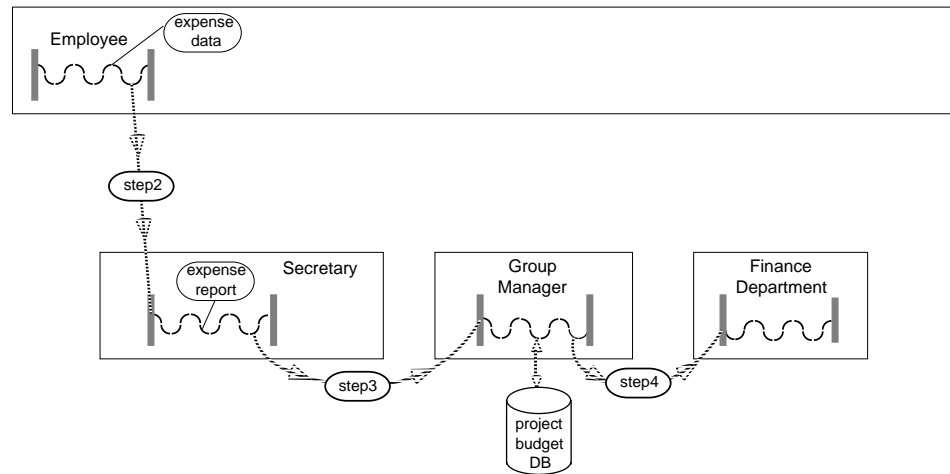 expense
data
Employee
step2
Secretary
expense
report
Group
Manager
Finance
Department
step3
step4
project
budget
DB